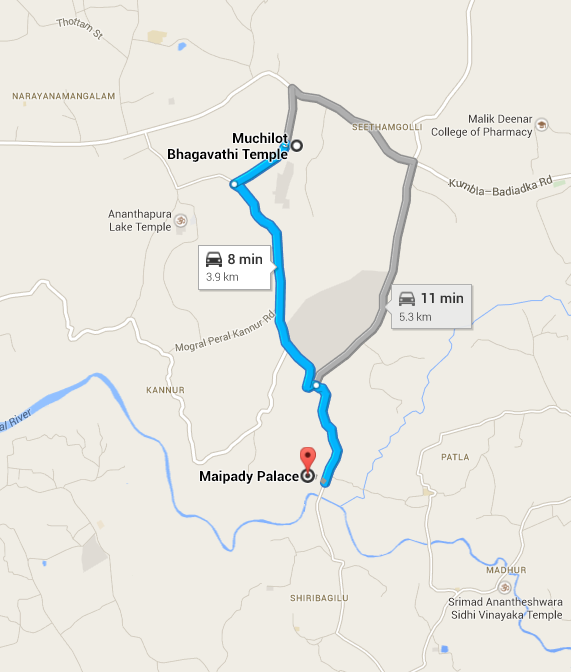 Thottam St
NARAYANAMANGALAM
Malik Deenar
College of Pharmacy
SEETHAMGOLLI
Muchilot
Bhagavathi Temple
Kumbla-Badiadka Rd
Ananthapura
Lake Temple
8 min
3.9 km
11 min
5.3 km
Mogral Peral Kannur Rd
KANNUR
al River
PATLA
Maipady Palace
MADHUR
SHIRIBAGILU
Srimad Anantheshwara
Sidhi Vinayaka Temple